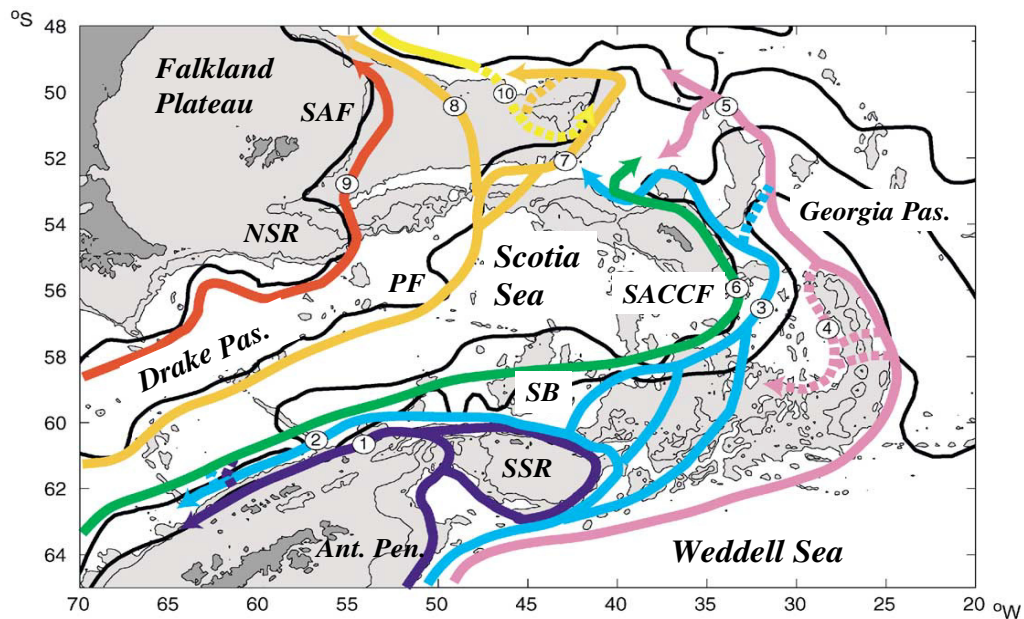 °S
48
50
52
54
56
58
60
62
64
Falkland
Plateau
SAF
8
10
5
7
9
NSR
Georgia Pas.
Scotia
Sea
PF
SACCF
6
3
4
Drake Pas.
SB
2
1
SSR
Ant. Pen.
Weddell Sea
70 65 60 55 50 45 40 35 30 25 20
°W